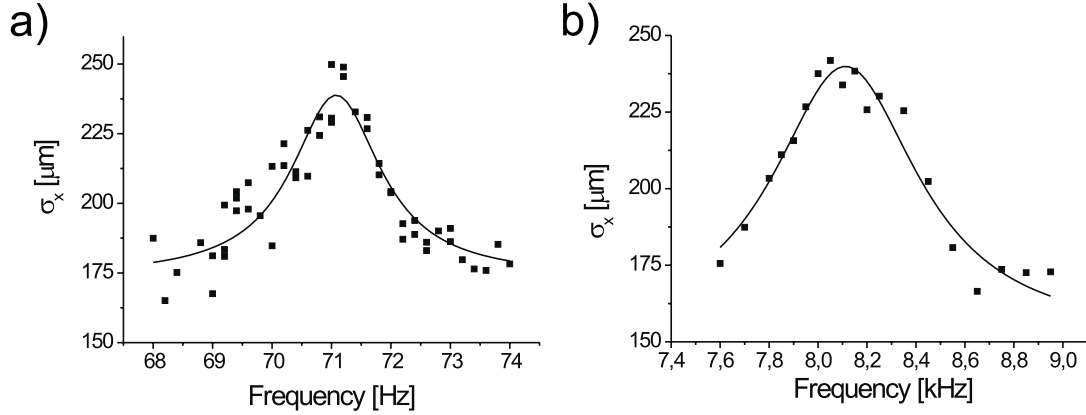 a)
250
225
200
175
150
σx [μm]
68 69 70 71 72 73 74
Frequency [Hz]
b)
250
225
200
175
150
σx [μm]
7,4 7,6 7,8 8,0 8,2 8,4 8,6 8,8 9,0
Frequency [kHz]